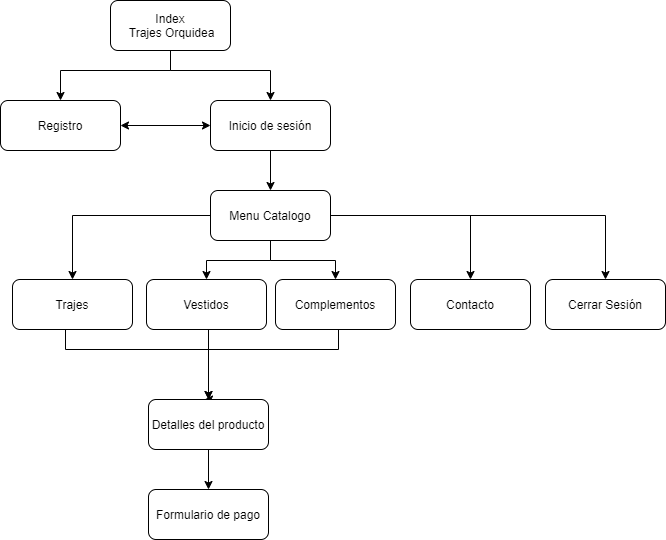 Index
Trajes Orquidea
Registro
Inicio de sesión
Menu Catalogo
Trajes
Vestidos
Complementos
Contacto
Cerrar Sesión
Detalles del producto
Formulario de pago